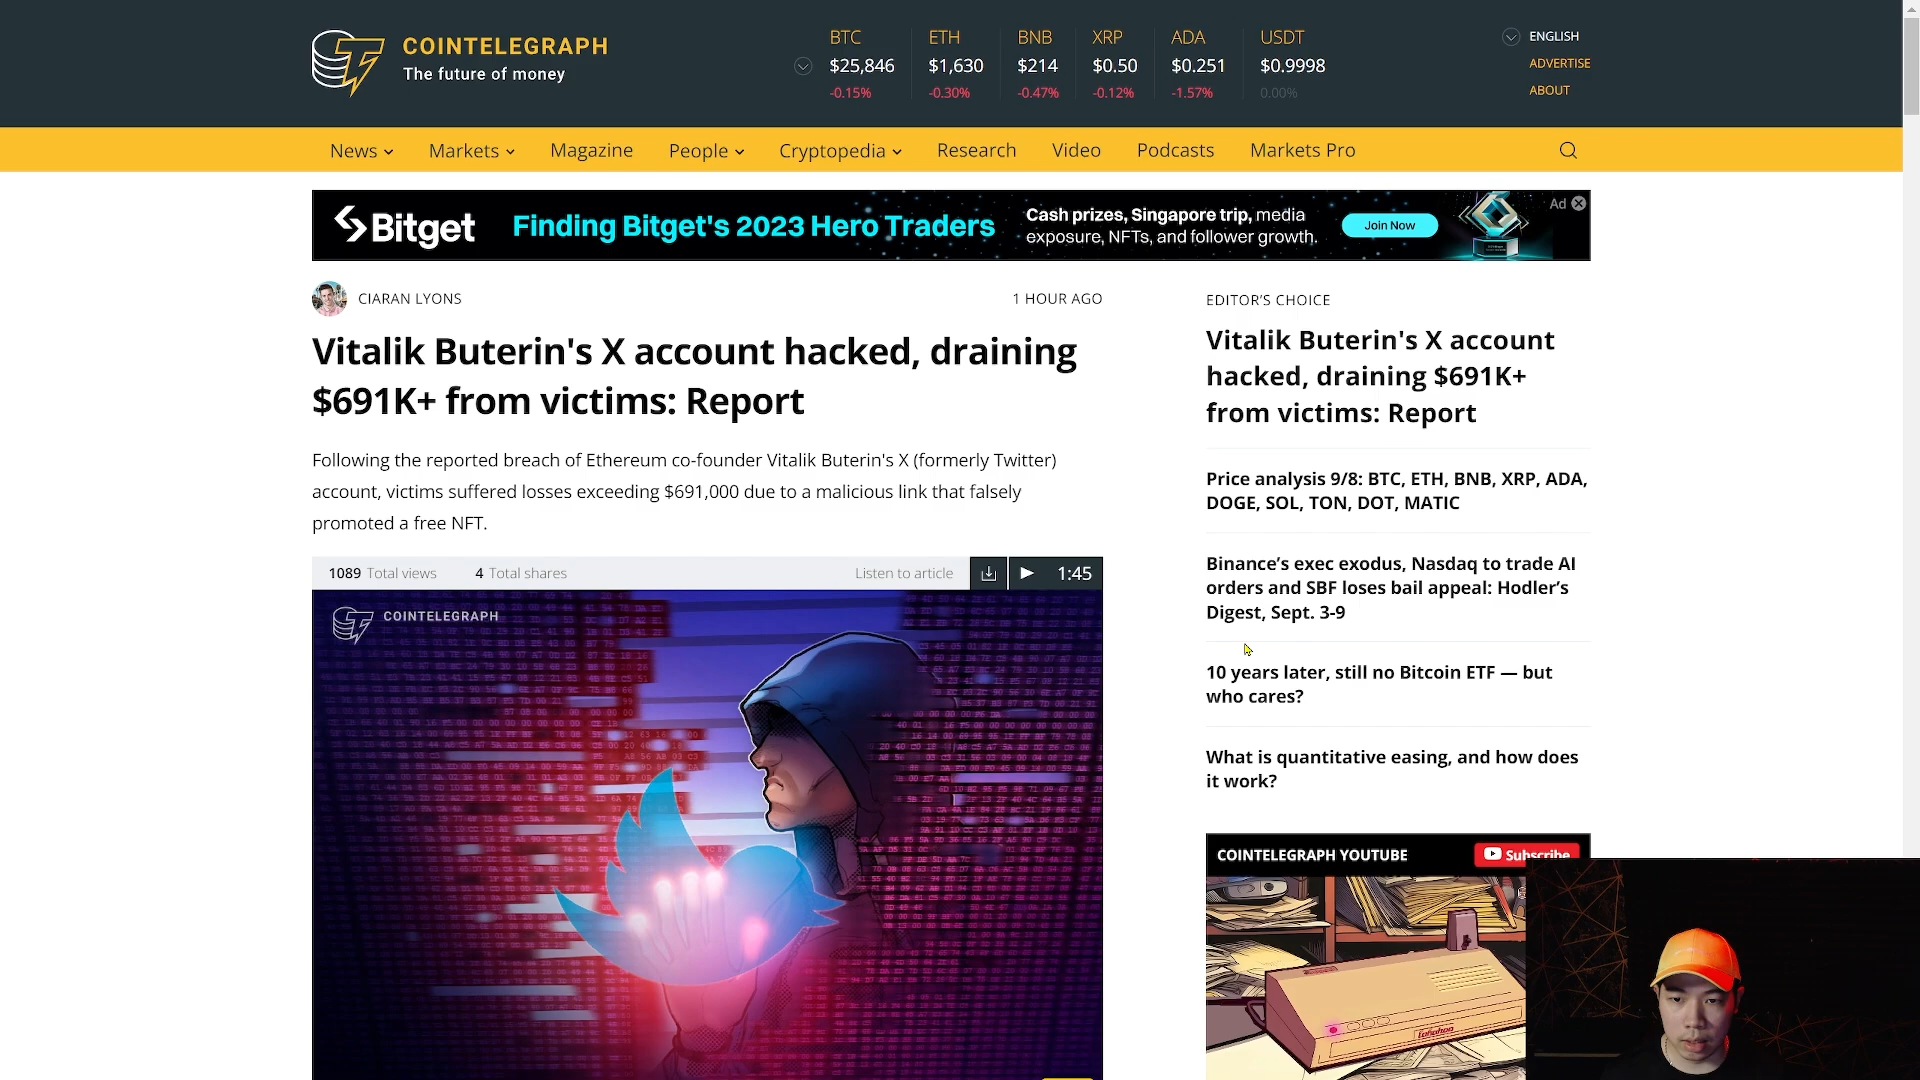 COINTELEGRAPH
The future of money
BTC ETH BNB XRP ADA USDT
$25,846 $1,630 $214 $0.50 $0.251 $0.9998
-0.15% -0.30% -0.47% -0.12% -1.57% 0.00%
ENGLISH
ADVERTISE
ABOUT
News Markets Magazine People Cryptopedia Research Video Podcasts Markets Pro
Bitget
Finding Bitget's 2023 Hero Traders
Cash prizes, Singapore trip, media
exposure, NFTs, and follower growth.
Join Now
Ad
CIARAN LYONS
1 HOUR AGO
Vitalik Buterin's X account hacked, draining
$691K+ from victims: Report
Following the reported breach of Ethereum co-founder Vitalik Buterin's X (formerly Twitter)
account, victims suffered losses exceeding $691,000 due to a malicious link that falsely
promoted a free NFT.
1089 Total views 4 Total shares Listen to article 1:45
COINTELEGRAPH
EDITOR'S CHOICE
Vitalik Buterin's X account
hacked, draining $691K+
from victims: Report
Price analysis 9/8: BTC, ETH, BNB, XRP, ADA,
DOGE, SOL, TON, DOT, MATIC
Binance’s exec exodus, Nasdaq to trade AI
orders and SBF loses bail appeal: Hodler’s
Digest, Sept. 3-9
10 years later, still no Bitcoin ETF — but
who cares?
What is quantitative easing, and how does
it work?
COINTELEGRAPH YOUTUBE
Subscribe